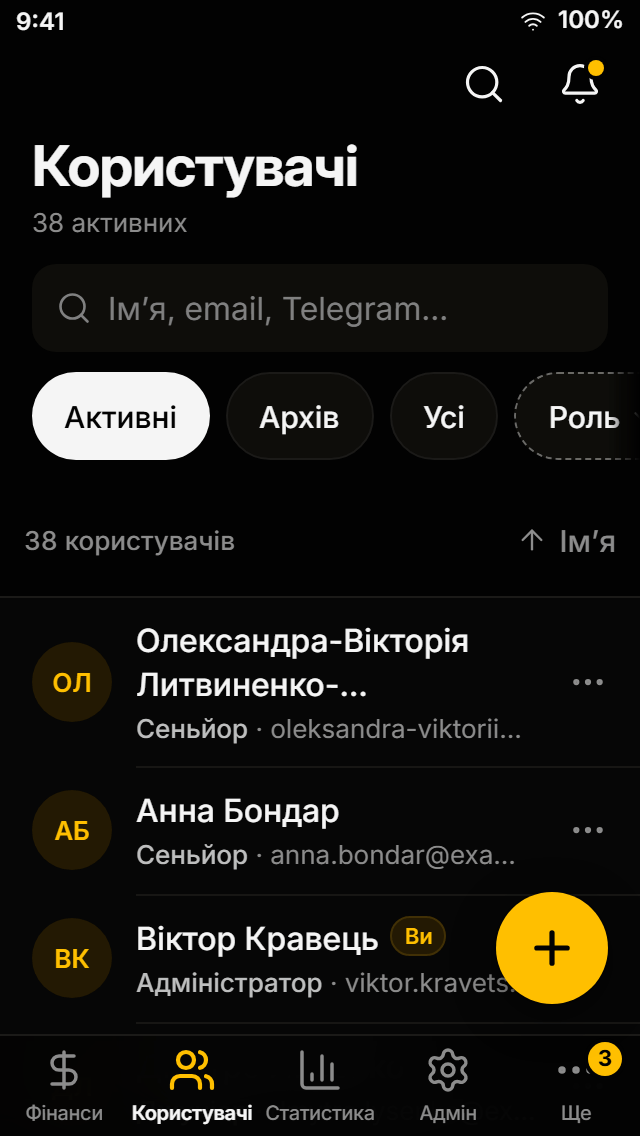 9:41
100%
Користувачі
38 активних
Ім’я, email, Telegram...
Активні
Архів
Усі
Роль
38 користувачів
↑ Ім’я
ОЛ
Олександра-Вікторія
Литвиненко-...
Сеньйор · oleksandra-viktorii...
АБ
Анна Бондар
Сеньйор · anna.bondar@exa...
ВК
Віктор Кравець Ви
Адміністратор · viktor.kravets.
3
Фінанси
Користувачі
Статистика
Адмін
Ще